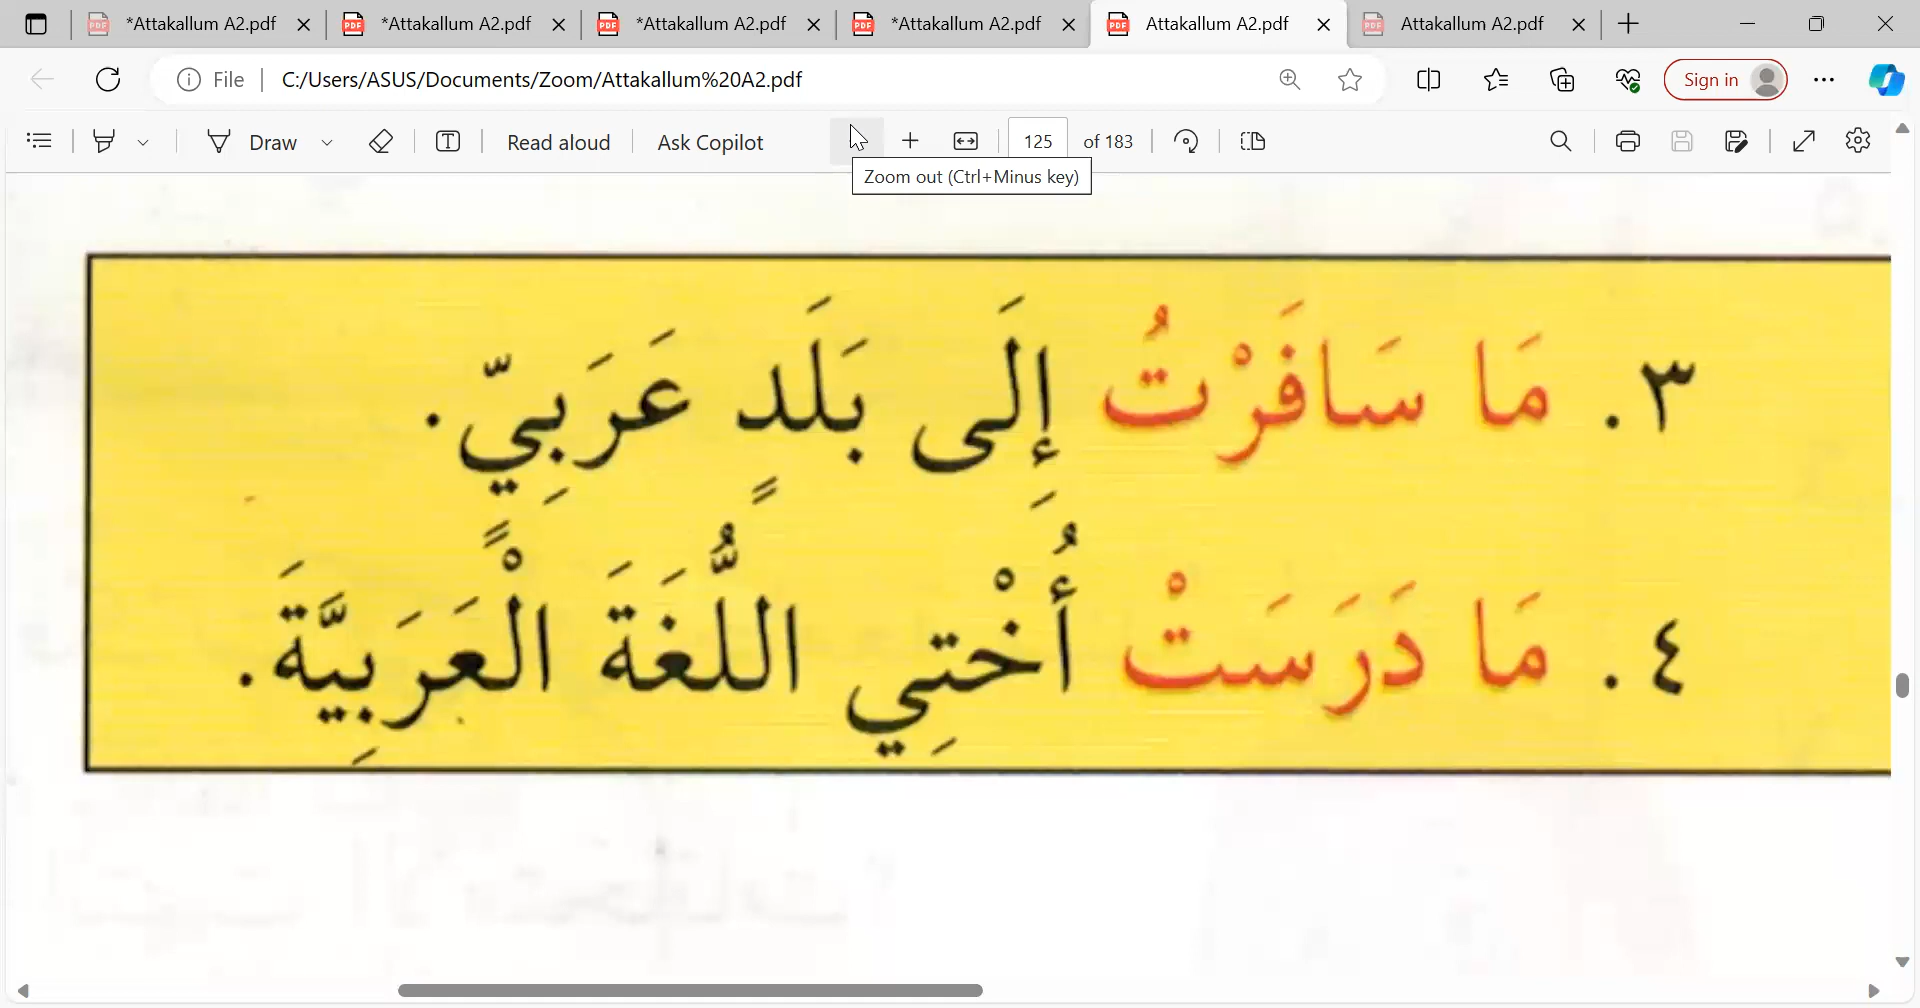 *Attakallum A2.pdf *Attakallum A2.pdf *Attakallum A2.pdf *Attakallum A2.pdf Attakallum A2.pdf Attakallum A2.pdf
File C:/Users/ASUS/Documents/Zoom/Attakallum%20A2.pdf Sign in
Draw Read aloud Ask Copilot 125 of 183
Zoom out (Ctrl+Minus key)
٣. مَا سَافَرْتُ إِلَى بَلَدٍ عَرَبِيٍّ.
٤. مَا دَرَسَتْ أُخْتِي اللُّغَةَ الْعَرَبِيَّةَ.